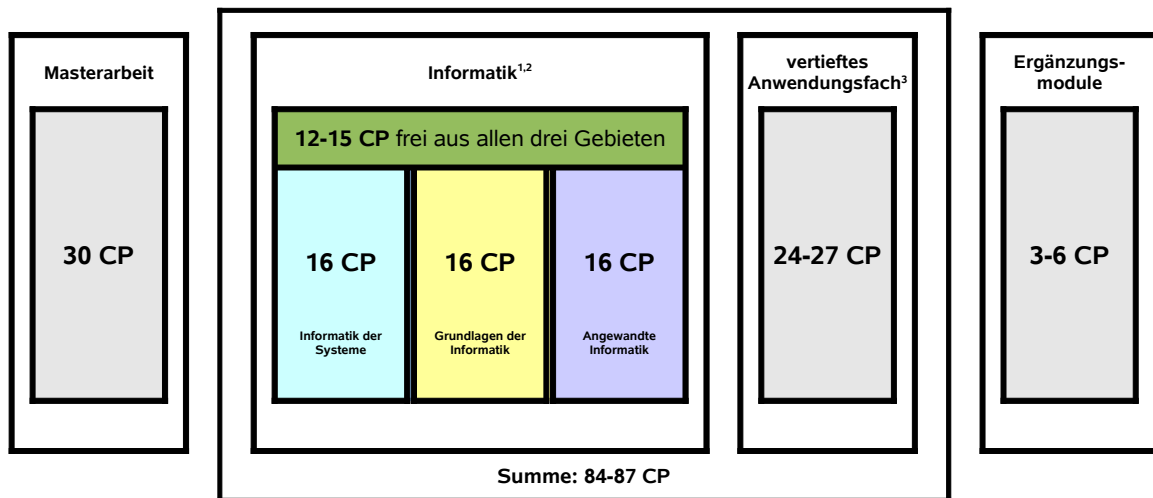 Masterarbeit
30 CP
Informatik¹,²
12-15 CP frei aus allen drei Gebieten
16 CP
Informatik der
Systeme
16 CP
Grundlagen der
Informatik
16 CP
Angewandte
Informatik
vertieftes
Anwendungsfach³
24-27 CP
Summe: 84-87 CP
Ergänzungs-
module
3-6 CP